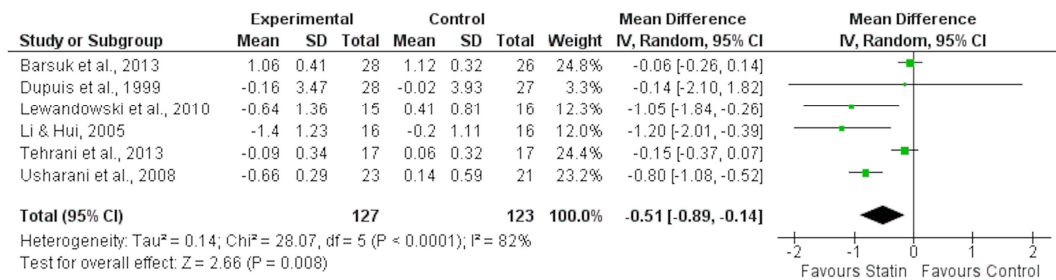 Experimental Control Mean Difference Mean Difference
Study or Subgroup Mean SD Total Mean SD Total Weight IV, Random, 95% CI IV, Random, 95% CI
Barsuk et al., 2013 1.06 0.41 28 1.12 0.32 26 24.8% -0.06 [-0.26, 0.14]
Dupuis et al., 1999 -0.16 3.47 28 -0.02 3.93 27 3.3% -0.14 [-2.10, 1.82]
Lewandowski et al., 2010 -0.64 1.36 15 0.41 0.81 16 12.3% -1.05 [-1.84, -0.26]
Li & Hui, 2005 -1.4 1.23 16 -0.2 1.11 16 12.0% -1.20 [-2.01, -0.39]
Tehrani et al., 2013 -0.09 0.34 17 0.06 0.32 17 24.4% -0.15 [-0.37, 0.07]
Usharani et al., 2008 -0.66 0.29 23 0.14 0.59 21 23.2% -0.80 [-1.08, -0.52]
Total (95% CI) 127 123 100.0% -0.51 [-0.89, -0.14]
Heterogeneity: Tau² = 0.14; Chi² = 28.07, df = 5 (P < 0.0001); I² = 82%
Test for overall effect: Z = 2.66 (P = 0.008)
-2 -1 0 1 2
Favours Statin Favours Control